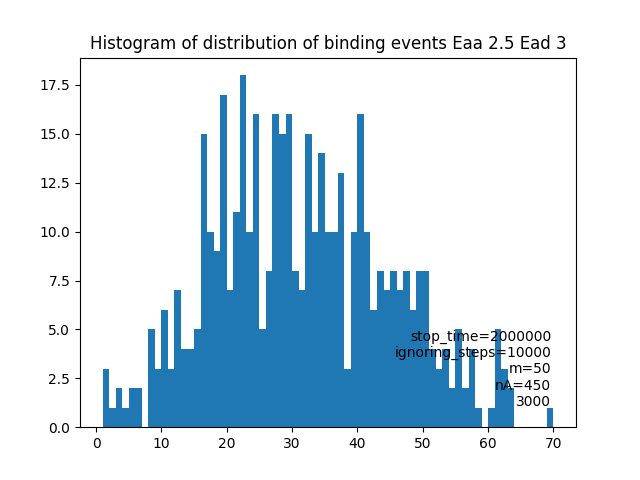 Histogram of distribution of binding events Eaa 2.5 Ead 3
17.5
15.0
12.5
10.0
7.5
5.0
2.5
0.0
stop_time=2000000
ignoring_steps=10000
m=50
nA=450
3000
0 10 20 30 40 50 60 70